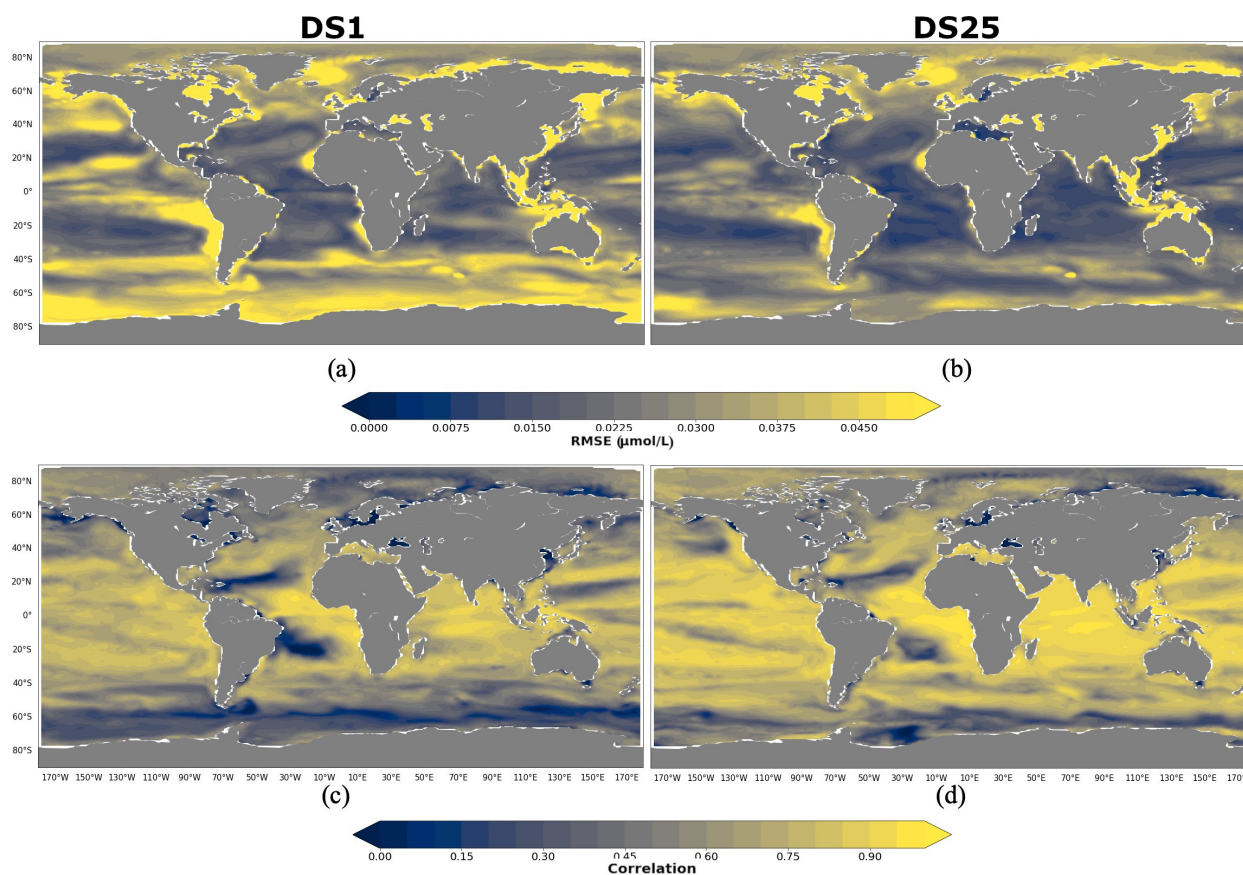 DS1 DS25
80°N
60°N
40°N
20°N
0°
20°S
40°S
60°S
80°S
(a) (b)
0.0000 0.0075 0.0150 0.0225 0.0300 0.0375 0.0450
RMSE (µmol/L)
80°N
60°N
40°N
20°N
0°
20°S
40°S
60°S
80°S
170°W 150°W 130°W 110°W 90°W 70°W 50°W 30°W 10°W 10°E 30°E 50°E 70°E 90°E 110°E 130°E 150°E 170°E 170°W 150°W 130°W 110°W 90°W 70°W 50°W 30°W 10°W 10°E 30°E 50°E 70°E 90°E 110°E 130°E 150°E 170°E
(c) (d)
0.00 0.15 0.30 0.45 0.60 0.75 0.90
Correlation